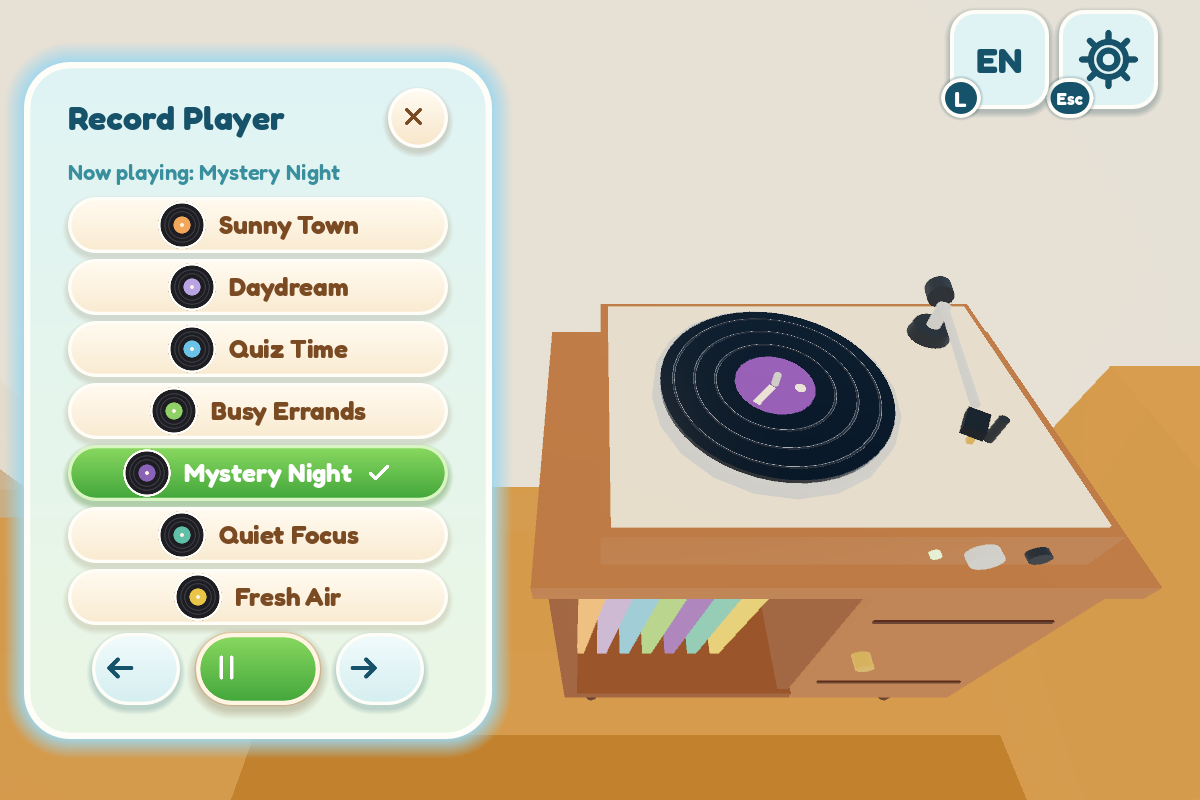 EN
L
Esc
Record Player
Now playing: Mystery Night
Sunny Town
Daydream
Quiz Time
Busy Errands
Mystery Night
Quiet Focus
Fresh Air